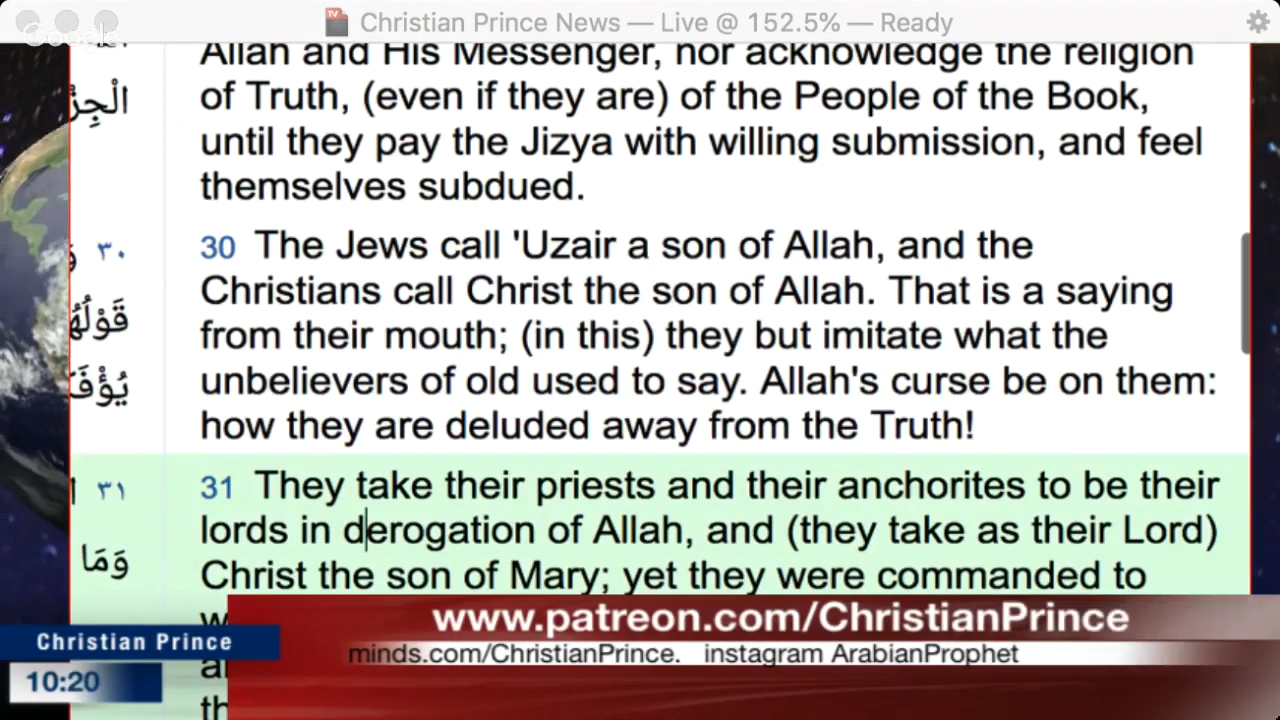 Christian Prince News — Live @ 152.5% — Ready
Google
Allah and His Messenger, nor acknowledge the religion
of Truth, (even if they are) of the People of the Book,
until they pay the Jizya with willing submission, and feel
themselves subdued.
30 The Jews call 'Uzair a son of Allah, and the
Christians call Christ the son of Allah. That is a saying
from their mouth; (in this) they but imitate what the
unbelievers of old used to say. Allah's curse be on them:
how they are deluded away from the Truth!
٣٠
31 They take their priests and their anchorites to be their
lords in derogation of Allah, and (they take as their Lord)
Christ the son of Mary; yet they were commanded to
٣١
وَمَا
www.patreon.com/ChristianPrince
Christian Prince
minds.com/ChristianPrince. instagram ArabianProphet
10:20